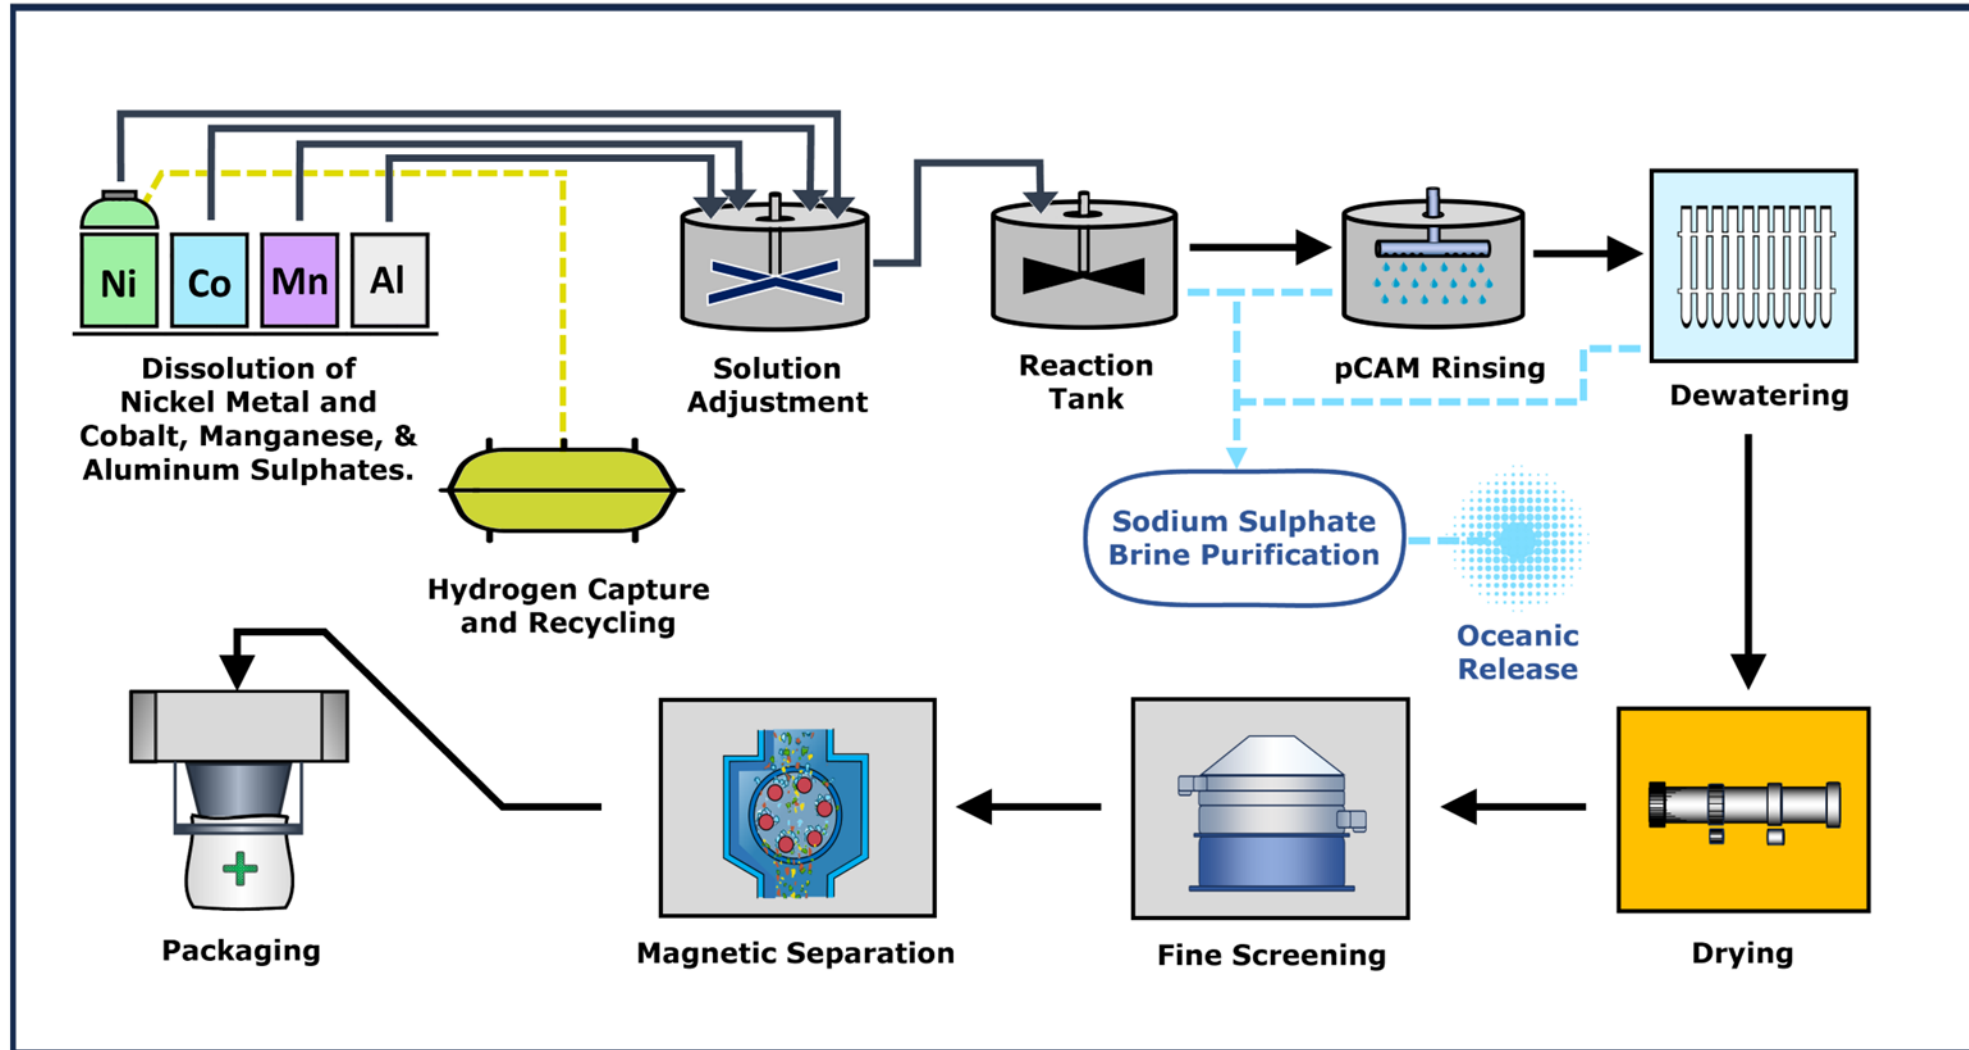 Ni
Co
Mn
Al
Dissolution of
Nickel Metal and
Cobalt, Manganese, &
Aluminum Sulphates.
Hydrogen Capture
and Recycling
Solution
Adjustment
Reaction
Tank
pCAM Rinsing
Dewatering
Sodium Sulphate
Brine Purification
Oceanic
Release
Packaging
Magnetic Separation
Fine Screening
Drying